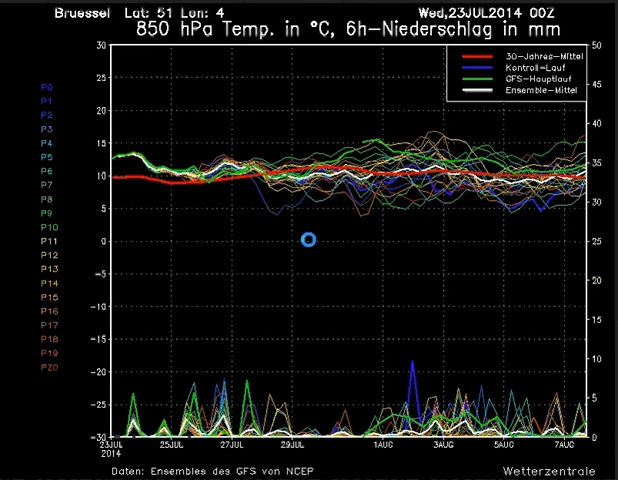 Bruessel Lat: 51 Lon: 4 Wed,23JUL2014 00Z
850 hPa Temp. in °C, 6h-Niederschlag in mm
30-Jahres-Mittel
Kontroll-Lauf
GFS-Hauptlauf
Ensemble-Mittel
30
25
20
15
10
5
0
-5
-10
-15
-20
-25
-30
50
45
40
35
30
25
20
15
10
5
0
P0
P1
P2
P3
P4
P5
P6
P7
P8
P9
P10
P11
P12
P13
P14
P15
P16
P17
P18
P19
P20
23JUL 25JUL 27JUL 29JUL 1AUG 3AUG 5AUG 7AUG
2014
Daten: Ensembles des GFS von NCEP Wetterzentrale